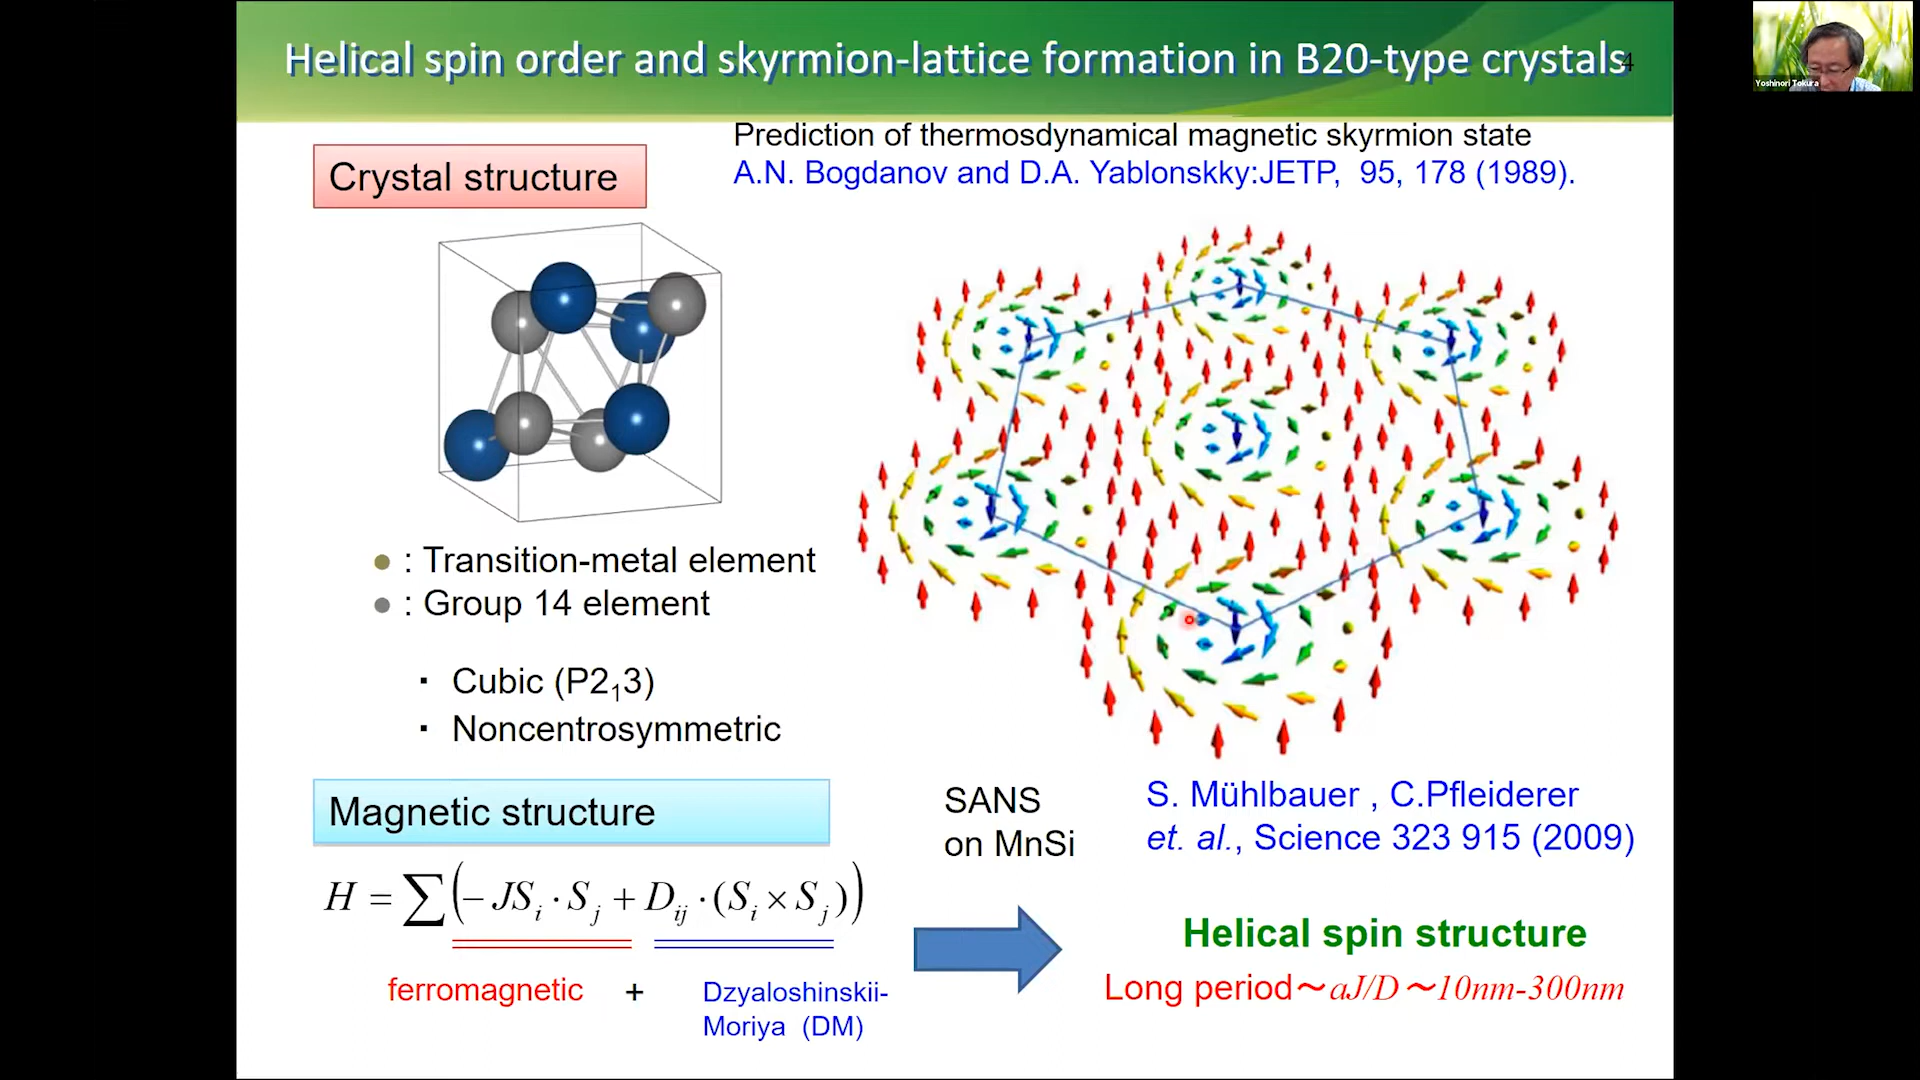 Helical spin order and skyrmion-lattice formation in B20-type crystals
4
Yoshinori Tokura
Prediction of thermosdynamical magnetic skyrmion state
A.N. Bogdanov and D.A. Yablonskky:JETP, 95, 178 (1989).
Crystal structure
: Transition-metal element
: Group 14 element
・ Cubic (P2₁3)
・ Noncentrosymmetric
Magnetic structure
H = ∑(−JSᵢ · Sⱼ + Dᵢⱼ · (Sᵢ × Sⱼ))
ferromagnetic + Dzyaloshinskii-
Moriya (DM)
SANS
on MnSi
S. Mühlbauer , C.Pfleiderer
et. al., Science 323 915 (2009)
Helical spin structure
Long period～aJ/D～10nm-300nm